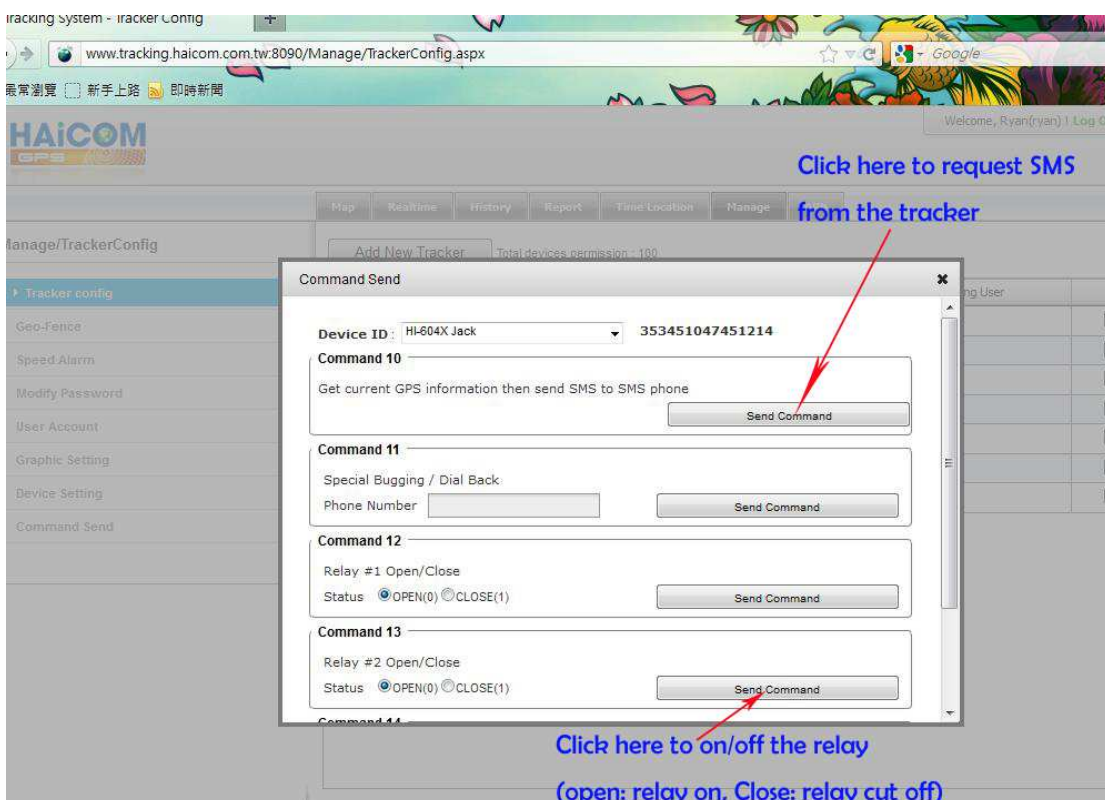 Tracking System - Tracker Config
www.tracking.haicom.com.tw:8090/Manage/TrackerConfig.aspx
Google
最常瀏覽 新手上路 即時新聞
Welcome, Ryan(ryan) ! Log
HAiCOM
GPS
Click here to request SMS
from the tracker
Map Realtime History Report Time Location Manage
Manage/TrackerConfig
Add New Tracker Total devices permission : 100
Command Send
Tracker config
User
Geo-Fence
Speed Alarm
Modify Password
User Account
Graphic Setting
Device Setting
Command Send
Device ID : HI-604X Jack 353451047451214
Command 10
Get current GPS information then send SMS to SMS phone
Send Command
Command 11
Special Bugging / Dial Back
Phone Number Send Command
Command 12
Relay #1 Open/Close
Status OPEN(0) CLOSE(1) Send Command
Command 13
Relay #2 Open/Close
Status OPEN(0) CLOSE(1) Send Command
Command 14
Click here to on/off the relay
(open: relay on, Close: relay cut off)